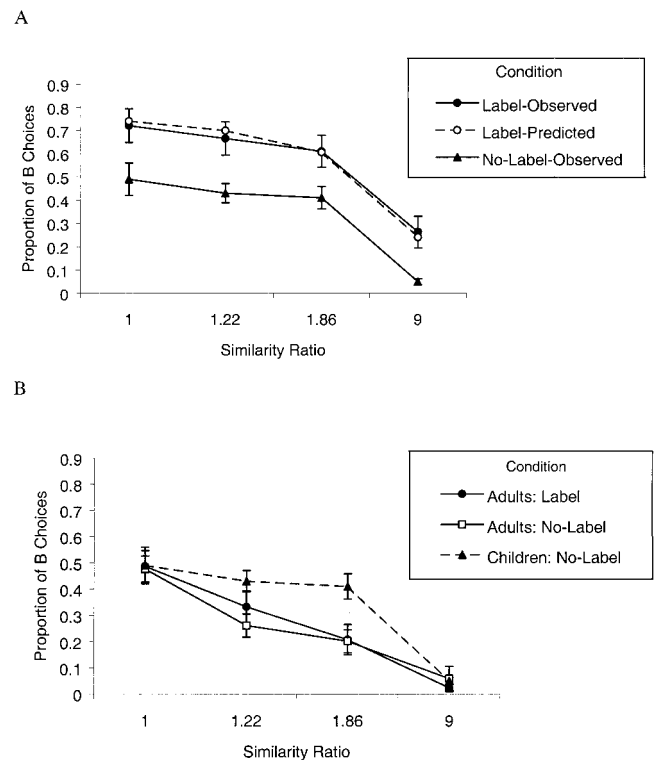 A
Condition
Label-Observed
Label-Predicted
No-Label-Observed
Proportion of B Choices
0.9
0.8
0.7
0.6
0.5
0.4
0.3
0.2
0.1
0
1 1.22 1.86 9
Similarity Ratio
B
Condition
Adults: Label
Adults: No-Label
Children: No-Label
Proportion of B Choices
0.9
0.8
0.7
0.6
0.5
0.4
0.3
0.2
0.1
0
1 1.22 1.86 9
Similarity Ratio